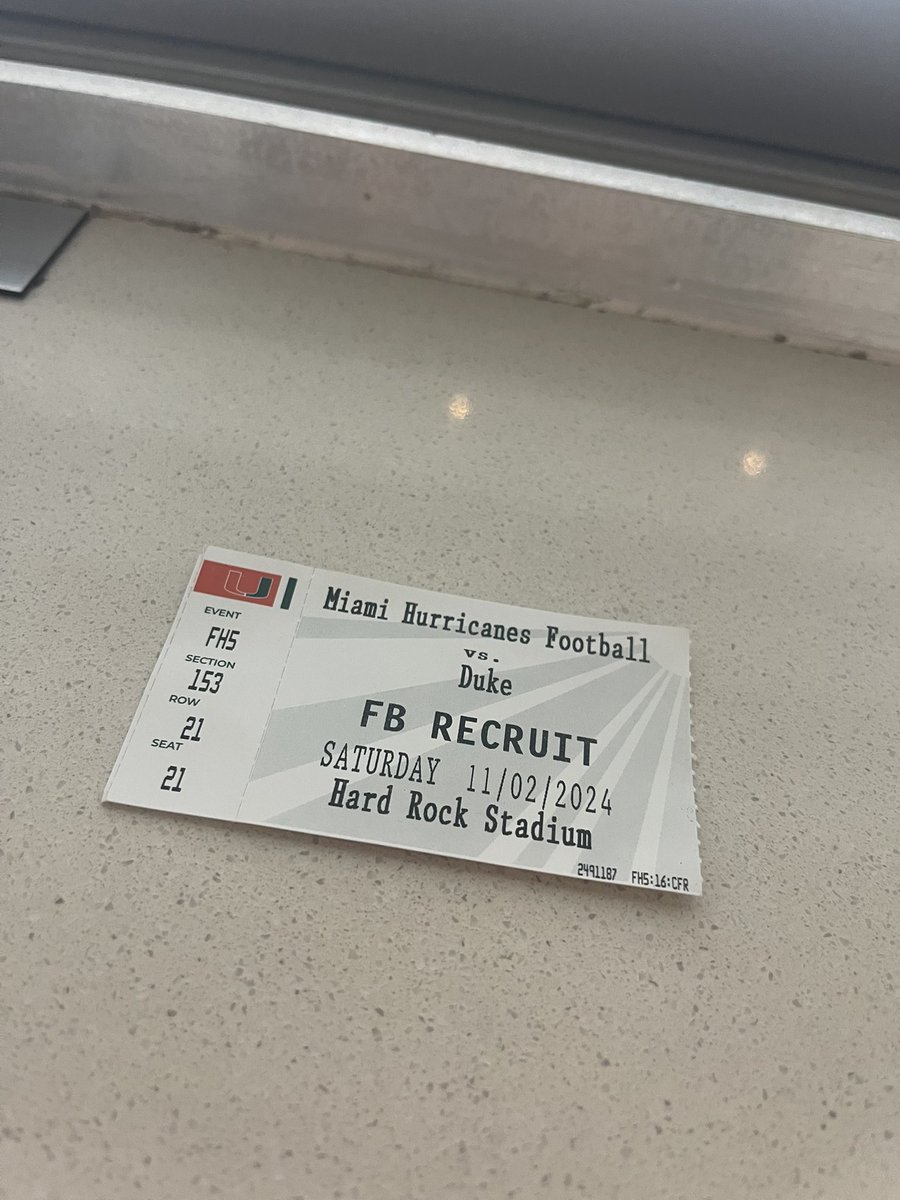 U
EVENT
FH5
SECTION
153
ROW
21
SEAT
21
Miami Hurricanes Football
vs.
Duke
FB RECRUIT
SATURDAY 11/02/2024
Hard Rock Stadium
2491187 FH5:16:CFR